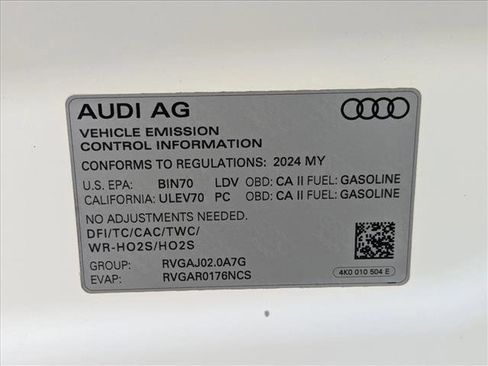 AUDI AG
VEHICLE EMISSION
CONTROL INFORMATION
CONFORMS TO REGULATIONS: 2024 MY
U.S. EPA: BIN70 LDV OBD: CA II FUEL: GASOLINE
CALIFORNIA: ULEV70 PC OBD: CA II FUEL: GASOLINE
NO ADJUSTMENTS NEEDED.
DFI/TC/CAC/TWC/
WR-HO2S/HO2S
GROUP: RVGAJ02.0A7G
EVAP: RVGAR0176NCS
4K0 010 504 E